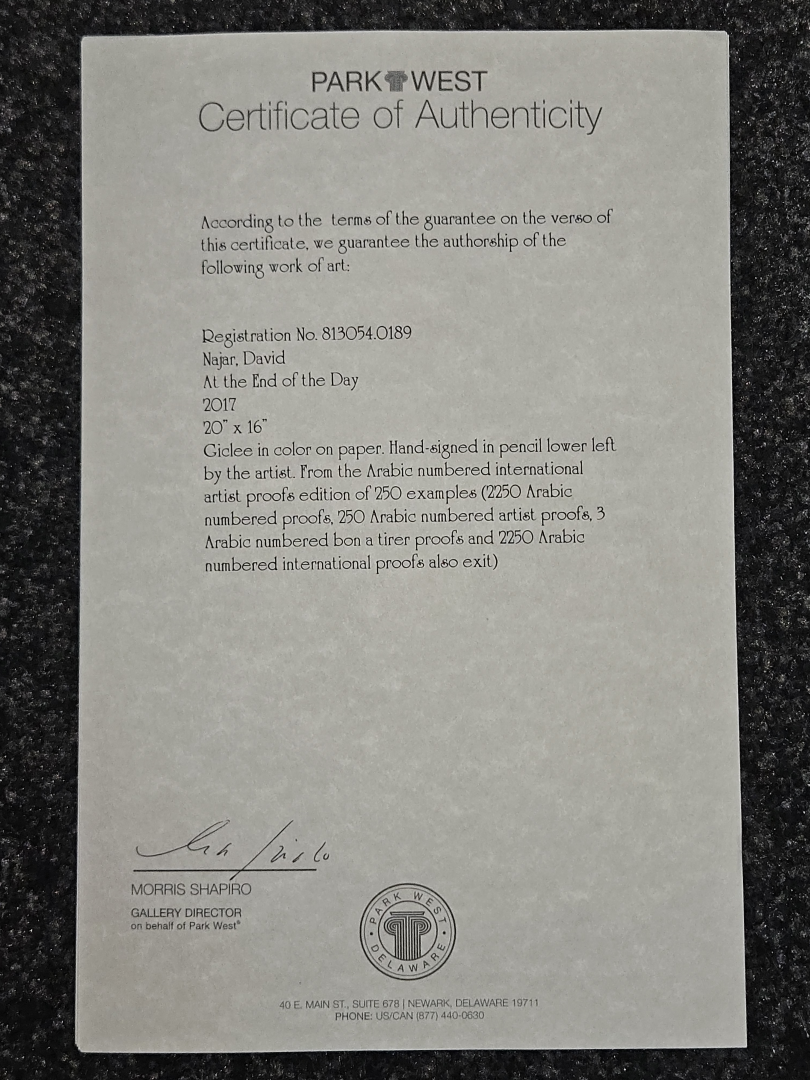 PARK WEST
Certificate of Authenticity
According to the terms of the guarantee on the verso of
this certificate, we guarantee the authorship of the
following work of art:
Registration No. 813054.0189
Najar, David
At the End of the Day
2017
20" x 16"
Giclee in color on paper. Hand-signed in pencil lower left
by the artist. From the Arabic numbered international
artist proofs edition of 250 examples (2250 Arabic
numbered proofs, 250 Arabic numbered artist proofs, 3
Arabic numbered bon a tirer proofs and 2250 Arabic
numbered international proofs also exit)
MORRIS SHAPIRO
GALLERY DIRECTOR
on behalf of Park West®
PARK WEST
DELAWARE
40 E. MAIN ST., SUITE 678 | NEWARK, DELAWARE 19711
PHONE: US/CAN (877) 440-0630